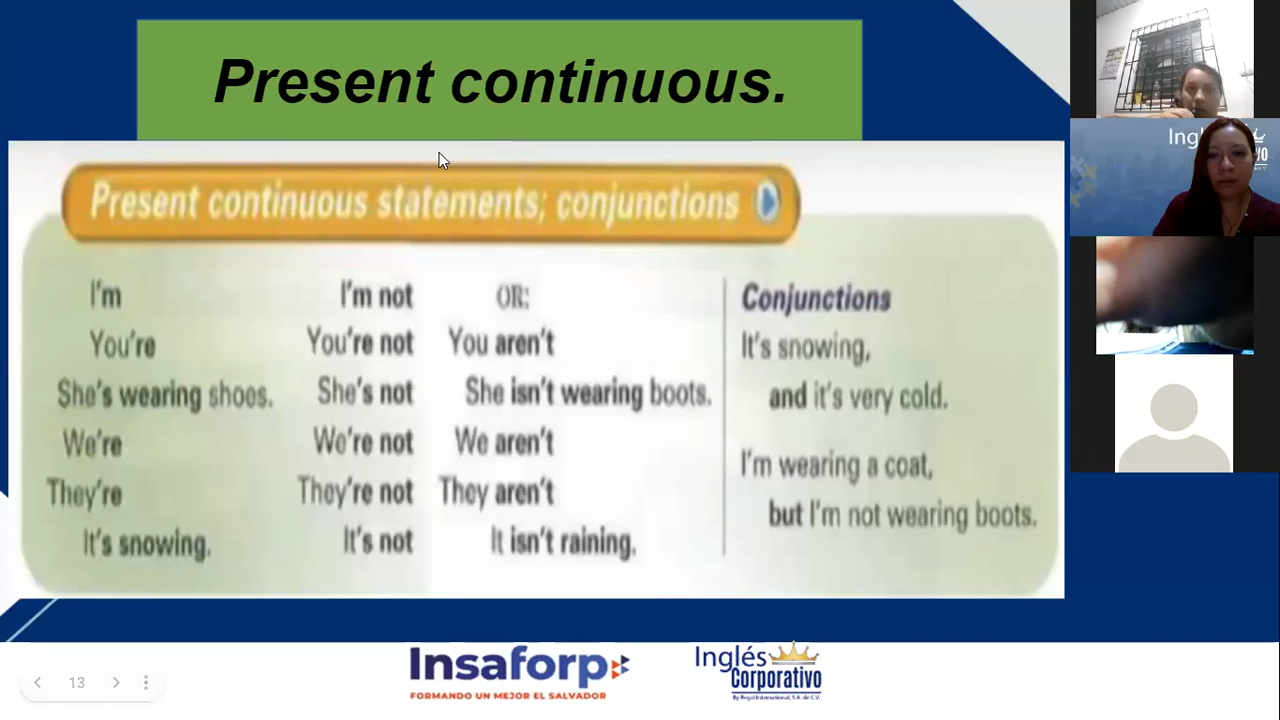 Present continuous.
Present continuous statements; conjunctions
I'm I'm not OR:
You're You're not You aren't
She's wearing shoes. She's not She isn't wearing boots.
We're We're not We aren't
They're They're not They aren't
It's snowing. It's not It isn't raining.
Conjunctions
It's snowing,
and it's very cold.
I'm wearing a coat,
but I'm not wearing boots.
Insaforp
FORMANDO UN MEJOR EL SALVADOR
Inglés
Corporativo
By Regal International, S.A. de C.V.
13